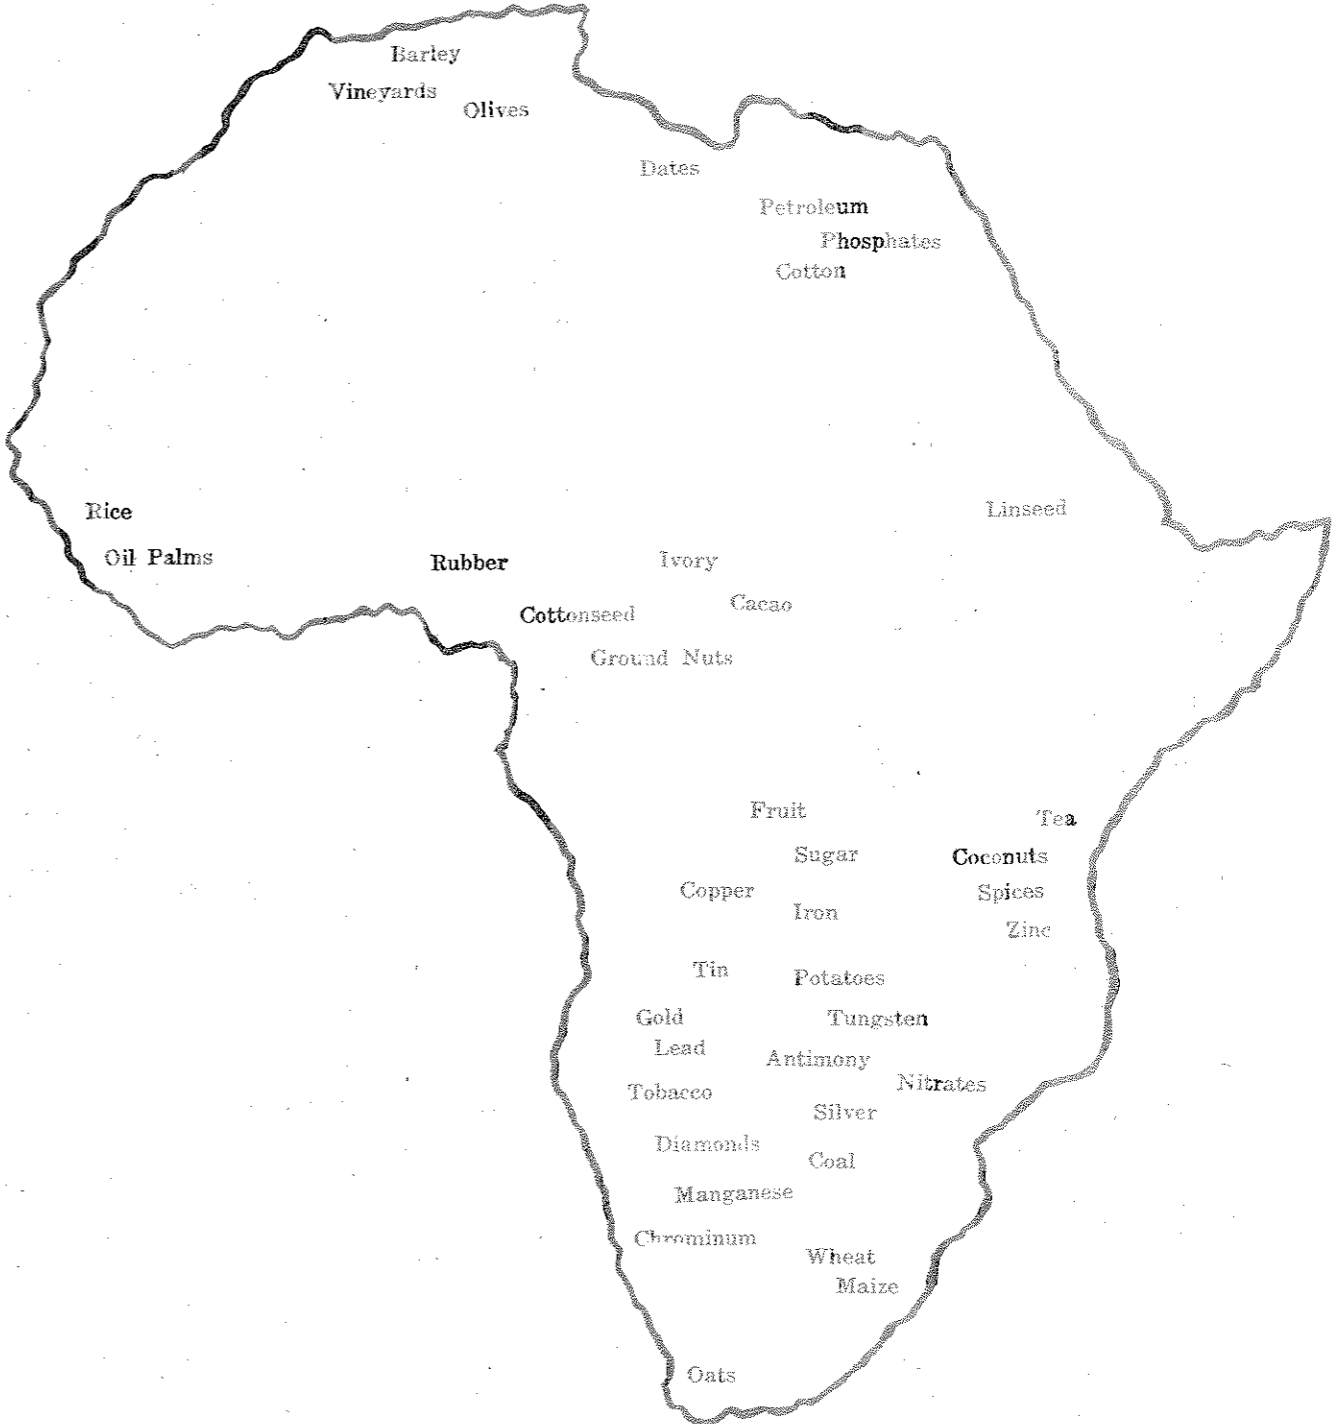 Barley
Vineyards
Olives
Dates
Petroleum
Phosphates
Cotton
Rice
Linseed
Oil Palms
Rubber
Ivory
Cacao
Cottonseed
Ground Nuts
Fruit
Tea
Sugar
Coconuts
Copper
Spices
Iron
Zinc
Tin
Potatoes
Gold
Tungsten
Lead
Antimony
Nitrates
Tobacco
Silver
Diamonds
Coal
Manganese
Chrominum
Wheat
Maize
Oats